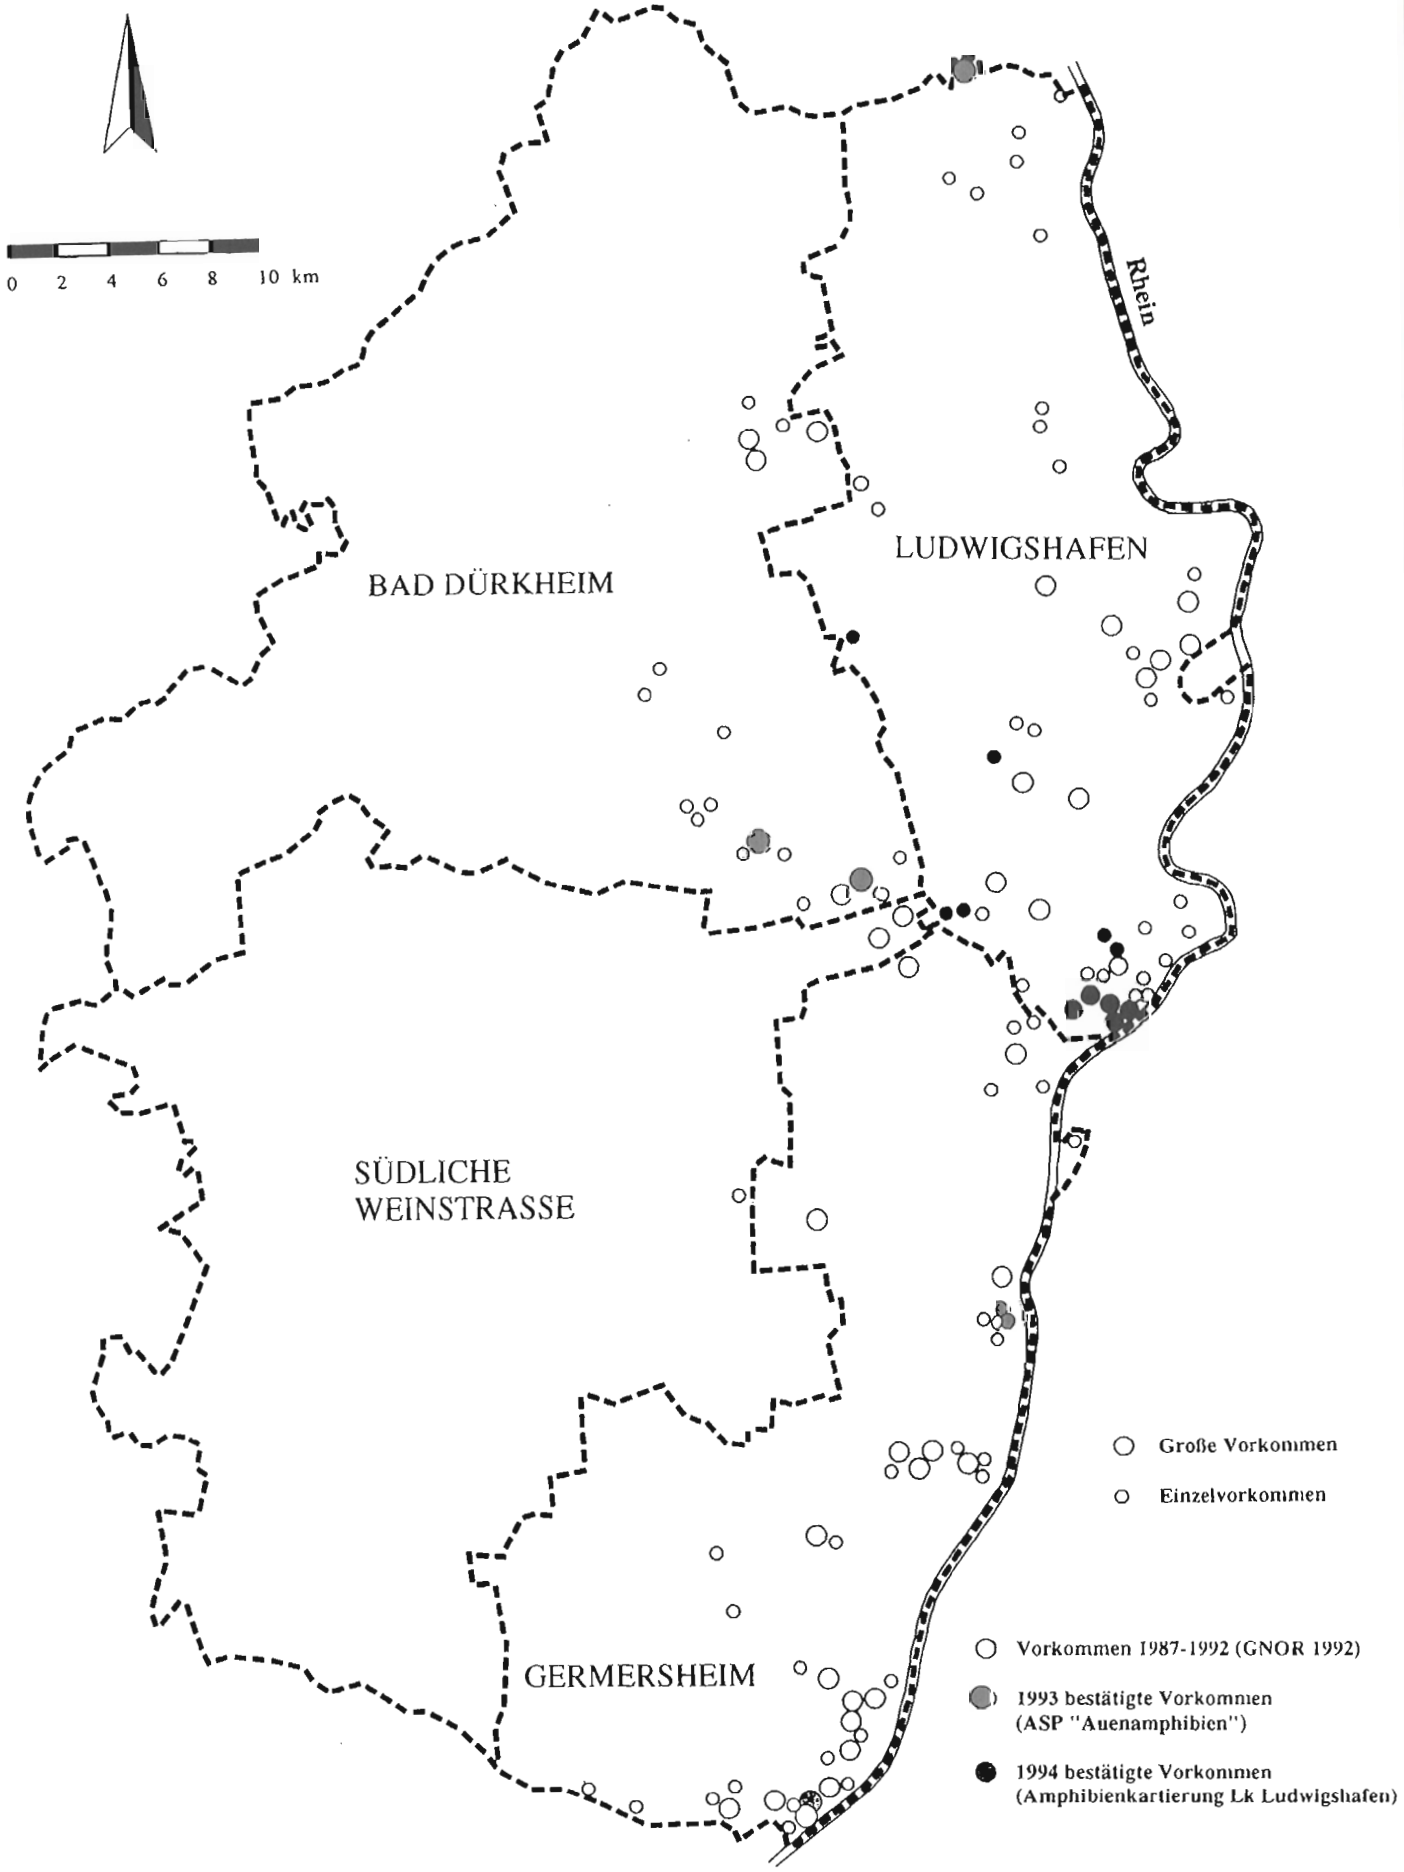 0 2 4 6 8 10 km
Rhein
LUDWIGSHAFEN
BAD DÜRKHEIM
SÜDLICHE
WEINSTRASSE
Große Vorkommen
Einzelvorkommen
GERMERSHEIM
Vorkommen 1987-1992 (GNOR 1992)
1993 bestätigte Vorkommen
(ASP "Auenamphibien")
1994 bestätigte Vorkommen
(Amphibienkartierung Lk Ludwigshafen)